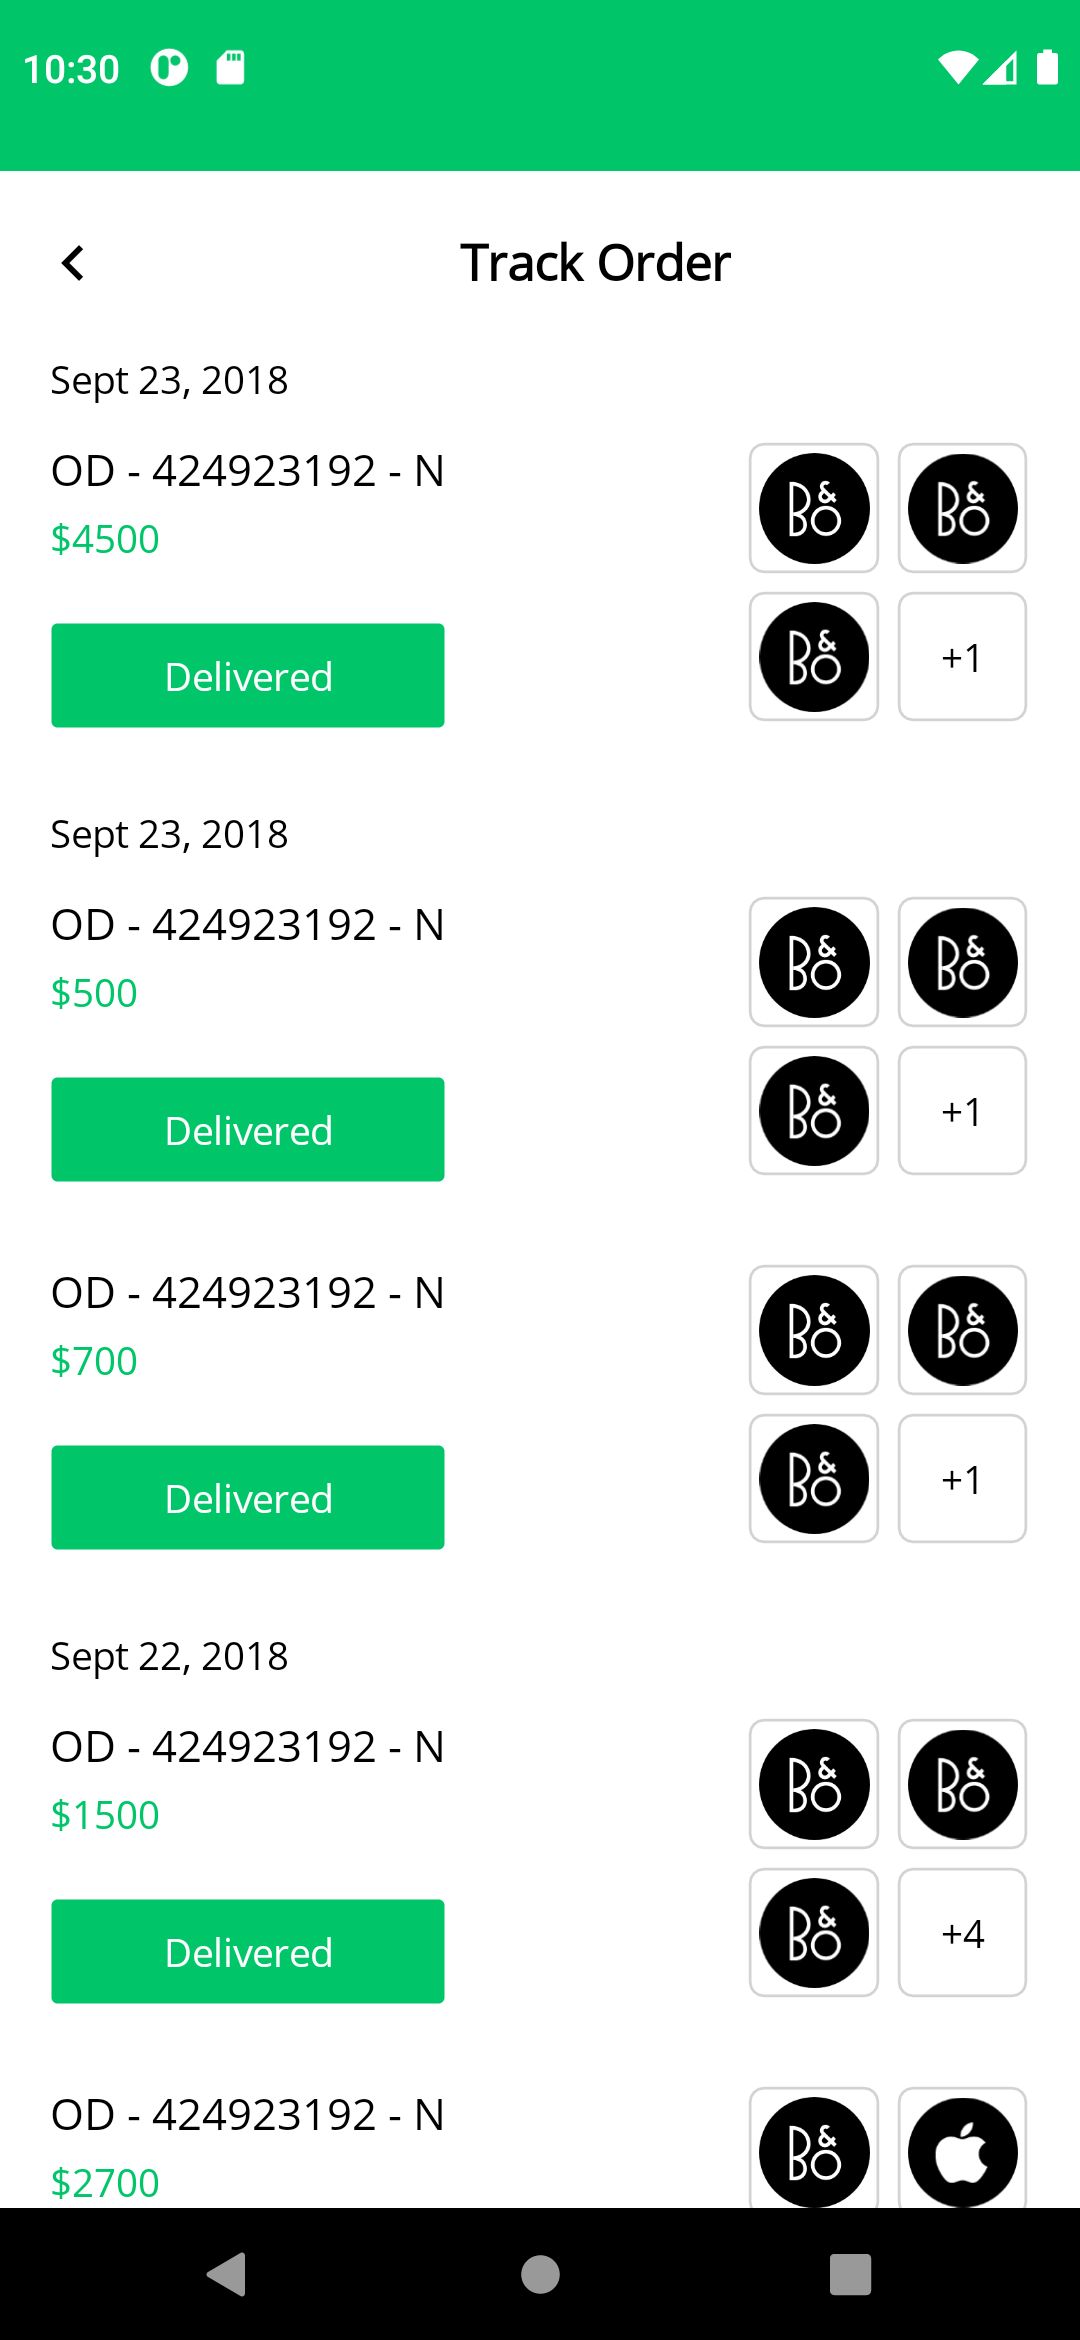 10:30
Track Order
Sept 23, 2018
OD - 424923192 - N
$4500
B&O B&O
Delivered
B&O +1
Sept 23, 2018
OD - 424923192 - N
$500
B&O B&O
Delivered
B&O +1
OD - 424923192 - N
$700
B&O B&O
Delivered
B&O +1
Sept 22, 2018
OD - 424923192 - N
$1500
B&O B&O
Delivered
B&O +4
OD - 424923192 - N
$2700
B&O